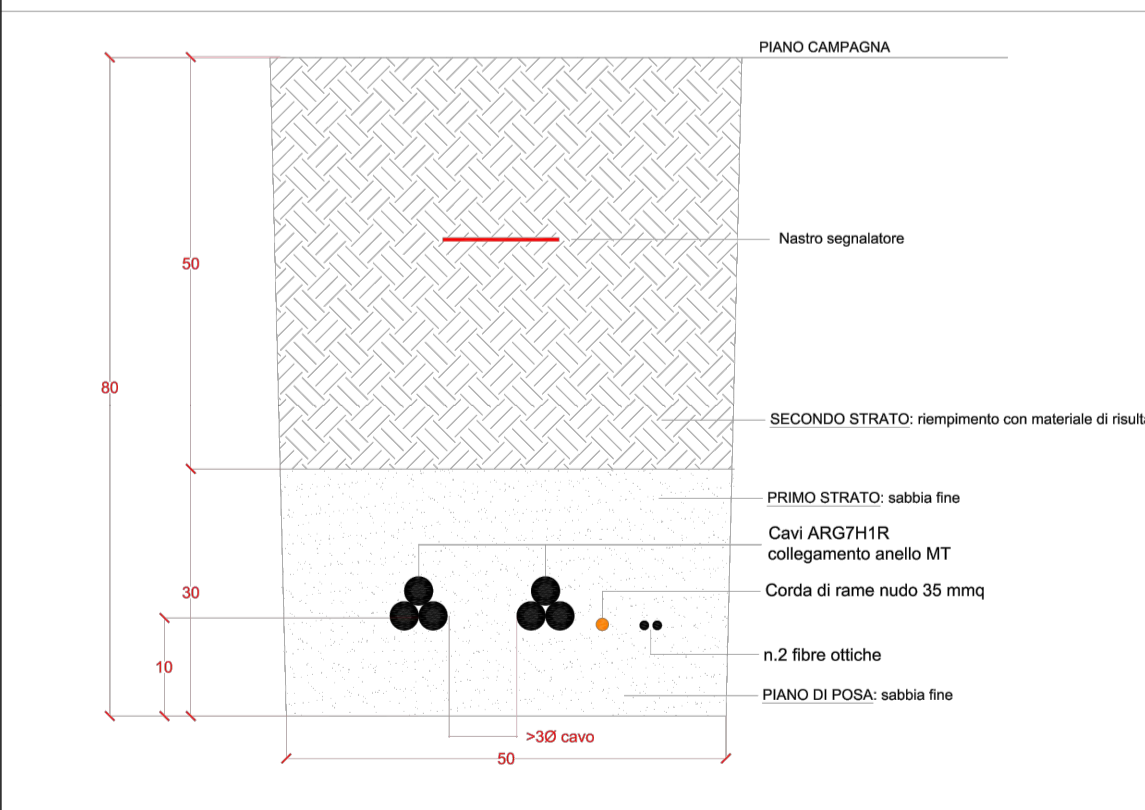 PIANO CAMPAGNA
Nastro segnalatore
50
80
SECONDO STRATO: riempimento con materiale di risult
PRIMO STRATO: sabbia fine
Cavi ARG7H1R
collegamento anello MT
30
Corda di rame nudo 35 mmq
n.2 fibre ottiche
10
PIANO DI POSA: sabbia fine
>3Ø cavo
50